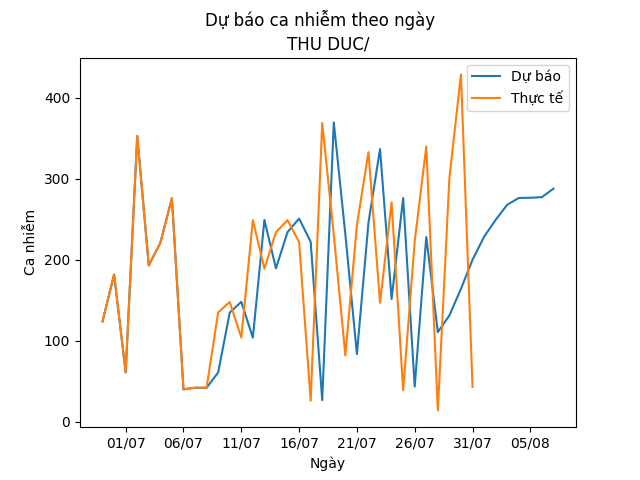 Dự báo ca nhiễm theo ngày
THU DUC/
Dự báo
Thực tế
Ca nhiễm
400
300
200
100
0
01/07 06/07 11/07 16/07 21/07 26/07 31/07 05/08
Ngày